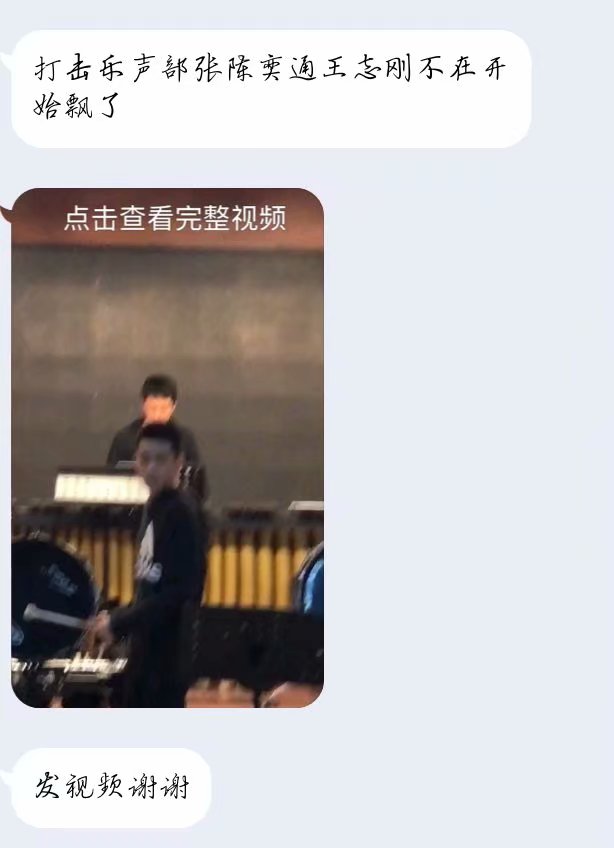 打击乐声部张陈奕通王志刚不在开
始飘了
点击查看完整视频
发视频谢谢